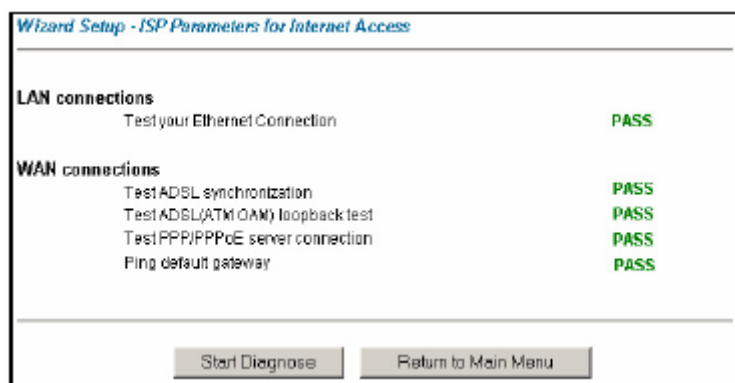 Wizard Setup - ISP Parameters for Internet Access
LAN connections
Test your Ethernet Connection PASS
WAN connections
Test ADSL synchronization PASS
Test ADSL(ATM OAM) loopback test PASS
Test PPP/PPPoE server connection PASS
Ping default gateway PASS
Start Diagnose Return to Main Menu